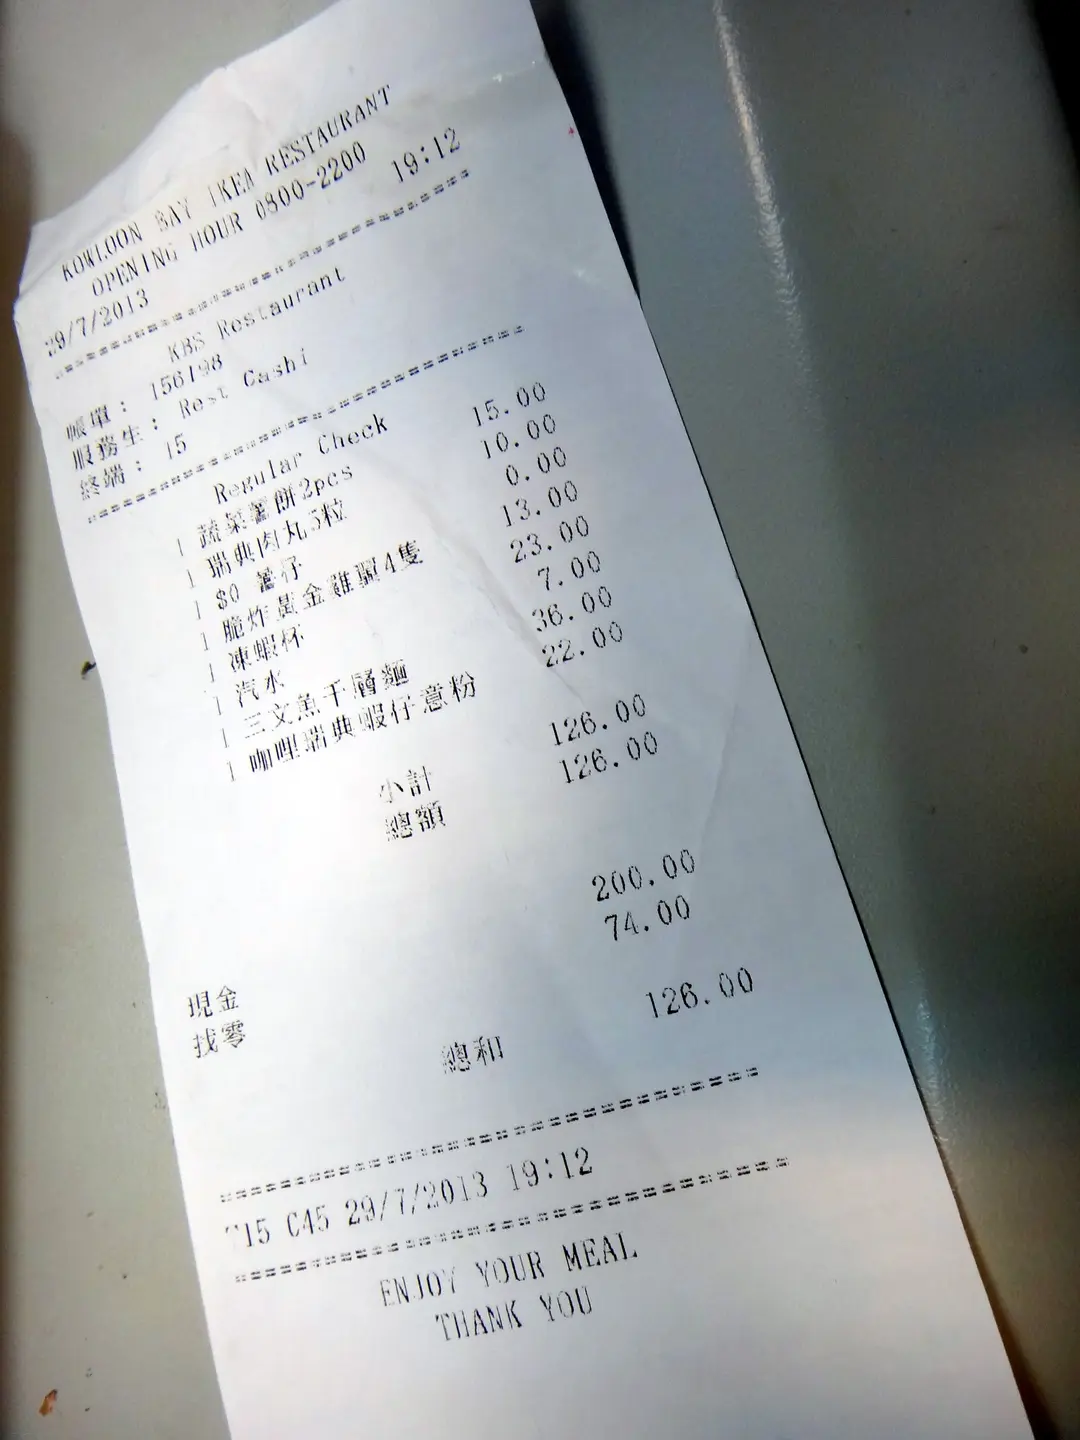 KOWLOON BAY IKEA RESTAURANT
OPENING HOUR 0800-2200
29/7/2013 19:12
KBS Restaurant
帳單: 156798
服務生: Rest Cashi
終端: 15
Regular Check
1 蔬菜薯餅2pcs 15.00
1 瑞典肉丸5粒 10.00
1 $0 薯仔 0.00
1 脆炸黃金雞翼4隻 13.00
1 凍蝦杯 23.00
1 汽水 7.00
1 三文魚千層麵 36.00
1 咖哩瑞典蝦仔意粉 22.00
小計 126.00
總額 126.00
現金 200.00
找零 74.00
總和 126.00
T15 C45 29/7/2013 19:12
ENJOY YOUR MEAL
THANK YOU